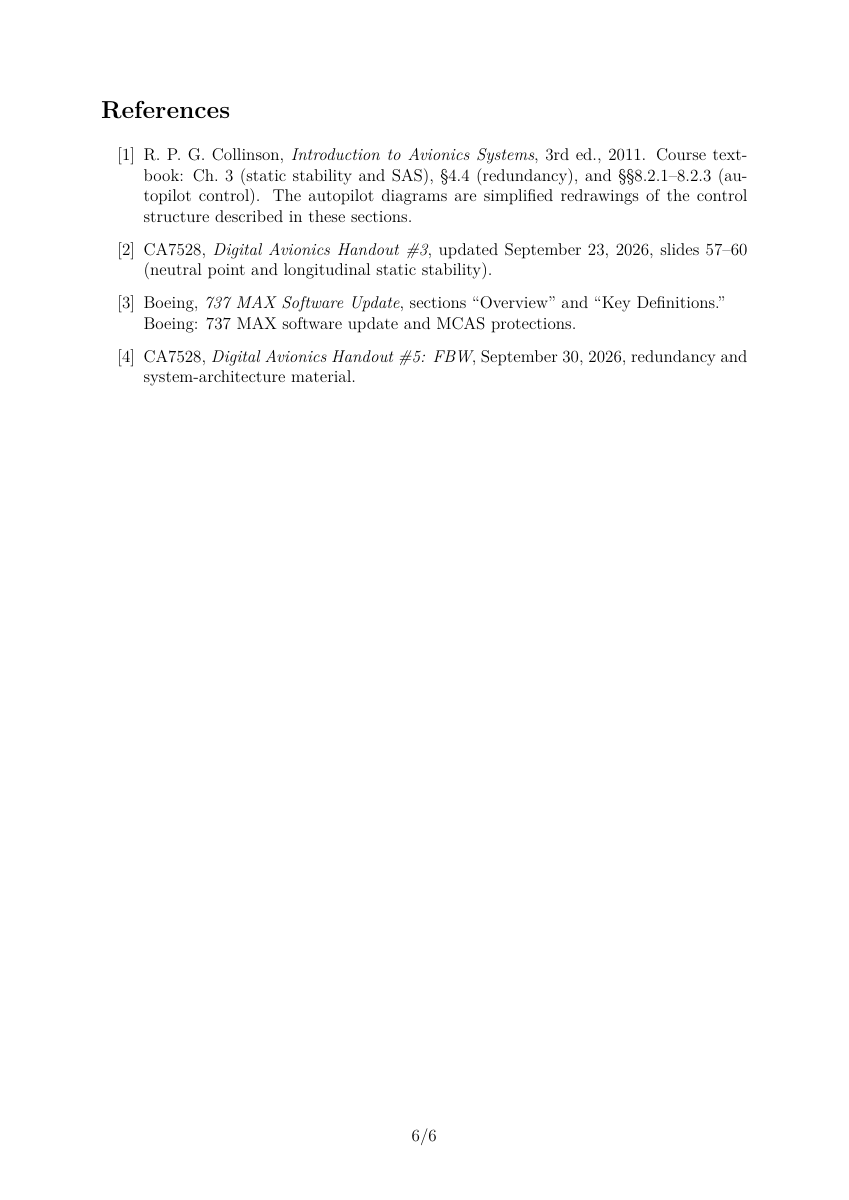 References
[1] R. P. G. Collinson, Introduction to Avionics Systems, 3rd ed., 2011. Course text-
book: Ch. 3 (static stability and SAS), §4.4 (redundancy), and §§8.2.1–8.2.3 (au-
topilot control). The autopilot diagrams are simplified redrawings of the control
structure described in these sections.
[2] CA7528, Digital Avionics Handout #3, updated September 23, 2026, slides 57–60
(neutral point and longitudinal static stability).
[3] Boeing, 737 MAX Software Update, sections “Overview” and “Key Definitions.”
Boeing: 737 MAX software update and MCAS protections.
[4] CA7528, Digital Avionics Handout #5: FBW, September 30, 2026, redundancy and
system-architecture material.
6/6